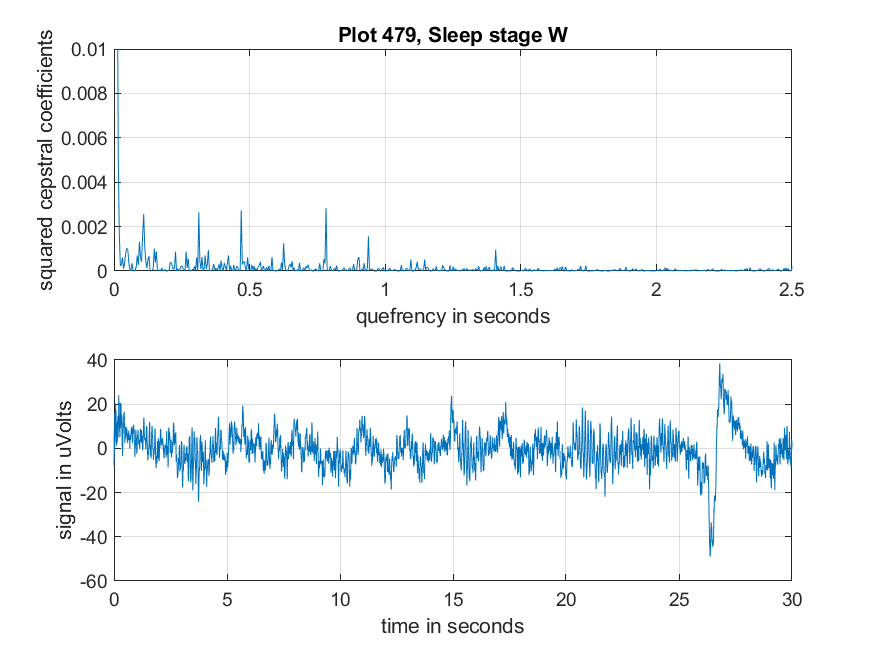 Plot 479, Sleep stage W
squared cepstral coefficients
0.01
0.008
0.006
0.004
0.002
0
0 0.5 1 1.5 2 2.5
quefrency in seconds
signal in uVolts
40
20
0
-20
-40
-60
0 5 10 15 20 25 30
time in seconds